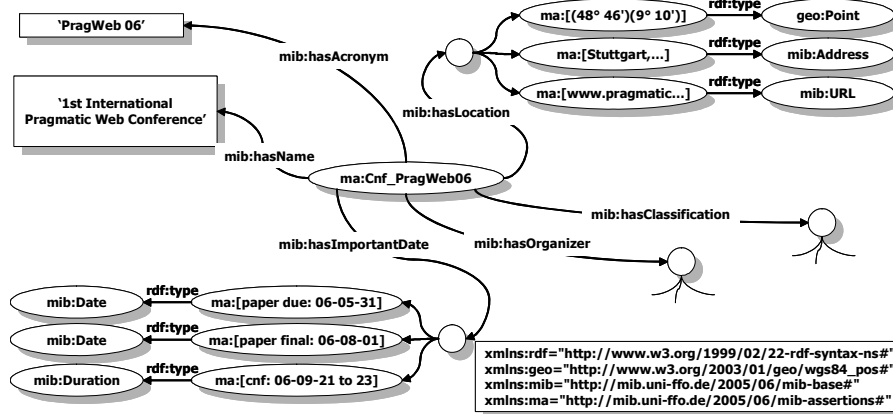 ‘PragWeb 06’
mib:hasAcronym
ma:[(48° 46')(9° 10')]
rdf:type
geo:Point
ma:[Stuttgart,...]
rdf:type
mib:Address
ma:[www.pragmatic...]
rdf:type
mib:URL
mib:hasLocation
‘1st International
Pragmatic Web Conference’
mib:hasName
ma:Cnf_PragWeb06
mib:hasClassification
mib:hasImportantDate
mib:hasOrganizer
mib:Date
rdf:type
ma:[paper due: 06-05-31]
mib:Date
rdf:type
ma:[paper final: 06-08-01]
mib:Duration
rdf:type
ma:[cnf: 06-09-21 to 23]
xmlns:rdf="http://www.w3.org/1999/02/22-rdf-syntax-ns#"
xmlns:geo="http://www.w3.org/2003/01/geo/wgs84_pos#"
xmlns:mib="http://mib.uni-ffo.de/2005/06/mib-base#"
xmlns:ma="http://mib.uni-ffo.de/2005/06/mib-assertions#"